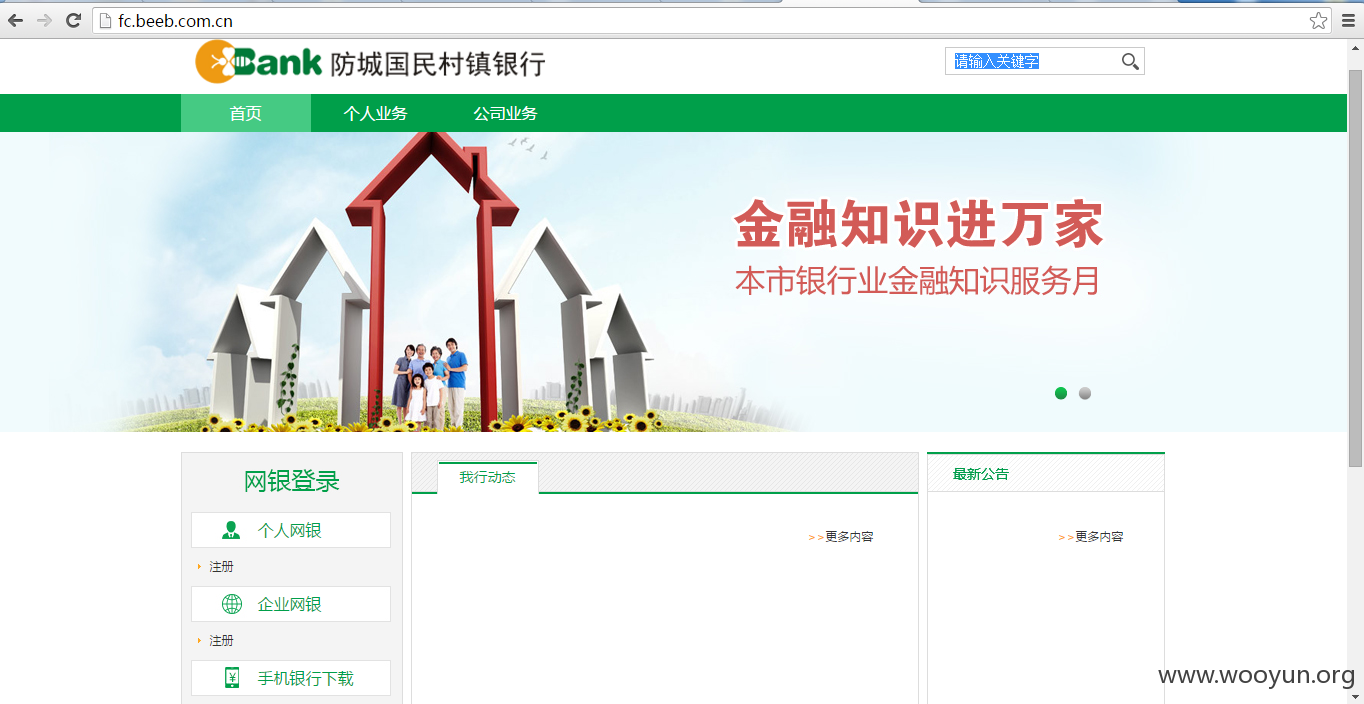 fc.beeb.com.cn
Bank 防城国民村镇银行
请输入关键字
首页 个人业务 公司业务
金融知识进万家
本市银行业金融知识服务月
网银登录
我行动态
最新公告
个人网银
>>更多内容
>>更多内容
注册
企业网银
注册
手机银行下载
www.wooyun.org